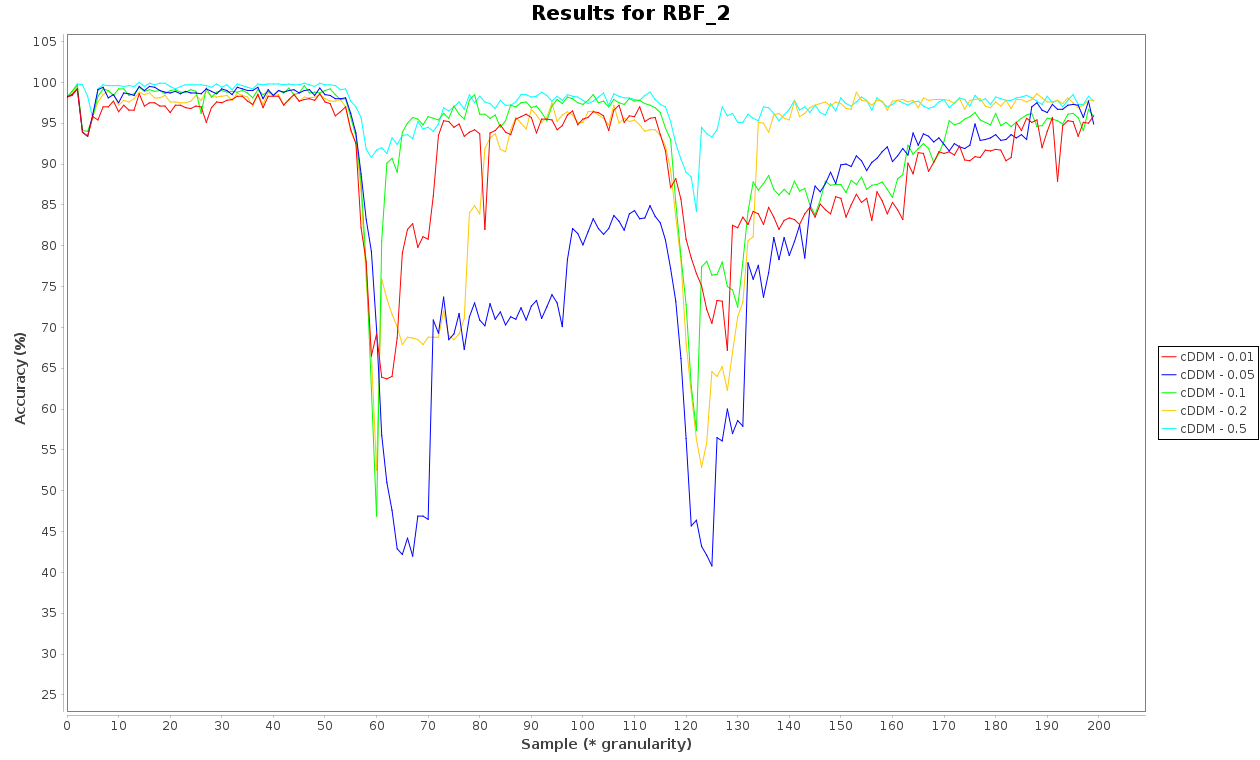 Results for RBF_2
105
100
95
90
85
80
75
70
65
60
55
50
45
40
35
30
25
Accuracy (%)
0 10 20 30 40 50 60 70 80 90 100 110 120 130 140 150 160 170 180 190 200
Sample (* granularity)
cDDM - 0.01
cDDM - 0.05
cDDM - 0.1
cDDM - 0.2
cDDM - 0.5